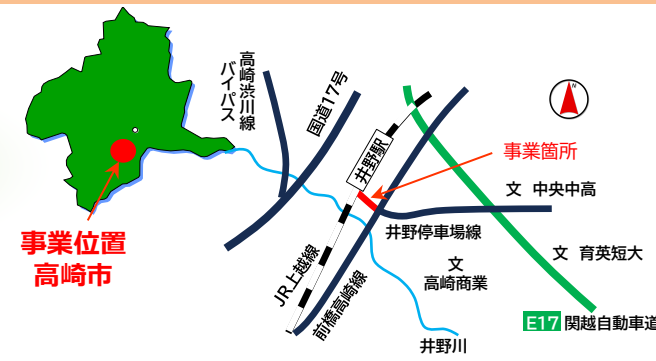 高崎渋川線
バイパス
国道17号
井野駅
事業箇所
文 中央中高
井野停車場線
事業位置
高崎市
文 育英短大
文
高崎商業
JR上越線
前橋高崎線
E17 関越自動車道
井野川